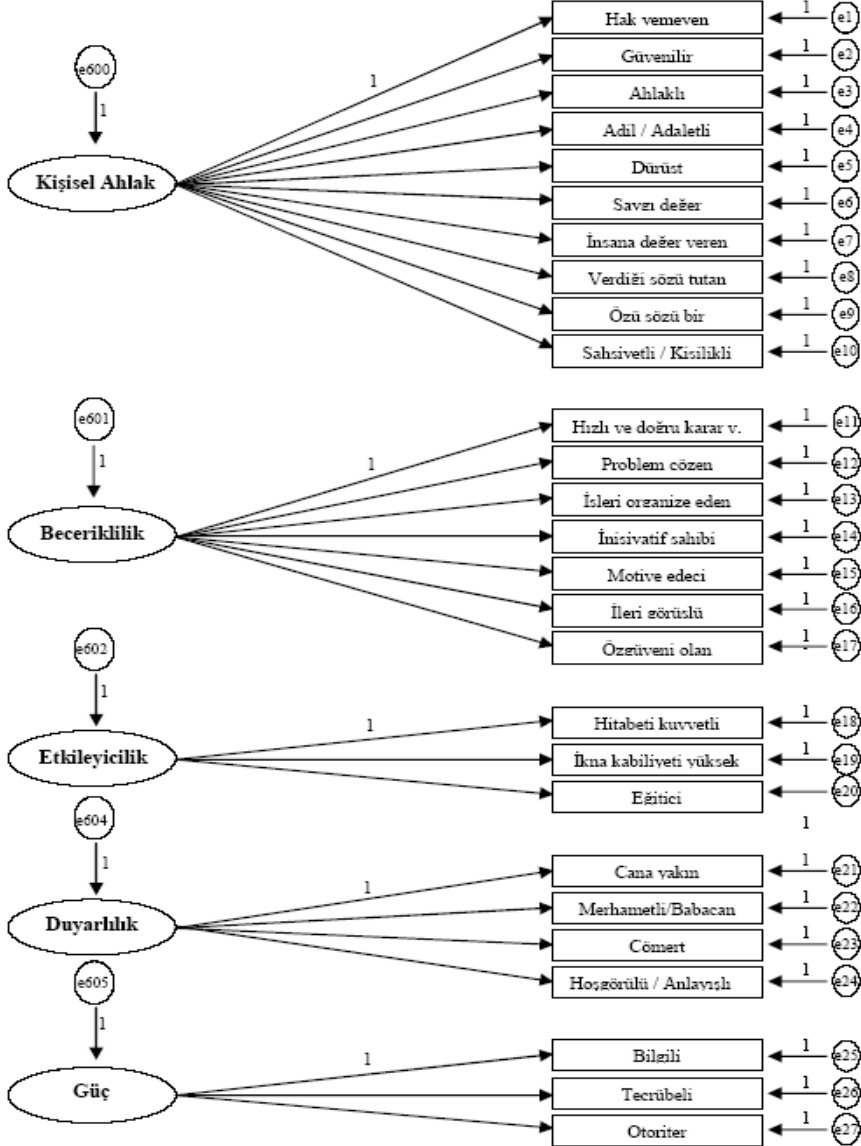 Hak yemeyen
1
e1
Güvenilir
1
e2
e600
1
Ahlaklı
1
e3
1
Adil / Adaletli
1
e4
Kişisel Ahlak
Dürüst
1
e5
Saygı değer
1
e6
İnsana değer veren
1
e7
Verdiği sözü tutan
1
e8
Özü sözü bir
1
e9
Şahsiyetli / Kişilikli
1
e10
e601
Hızlı ve doğru karar v.
1
e11
1
1
Problem çözen
1
e12
İşleri organize eden
1
e13
Beceriklilik
İnisiyatif sahibi
1
e14
Motive edeci
1
e15
İleri görüşlü
1
e16
Özgüveni olan
1
e17
e602
1
Hitabeti kuvvetli
1
e18
1
Etkileyicilik
İkna kabiliyeti yüksek
1
e19
Eğitici
e20
e604
1
1
Cana yakın
1
e21
1
Merhametli/Babacan
1
e22
Duyarlılık
Cömert
1
e23
Hoşgörülü / Anlayışlı
1
e24
e605
1
Bilgili
1
e25
1
Güç
Tecrübeli
1
e26
Otoriter
1
e27